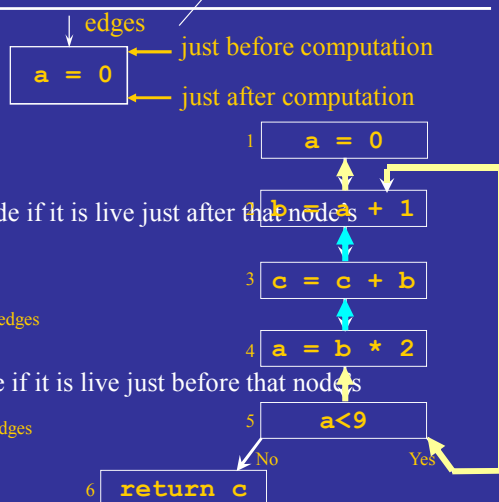 edges
just before computation
a = 0
just after computation
1 a = 0
de if it is live just after that node's
2 b = a + 1
3 c = c + b
edges
4 a = b * 2
e if it is live just before that node's
5 a<9
dges
No Yes
6 return c